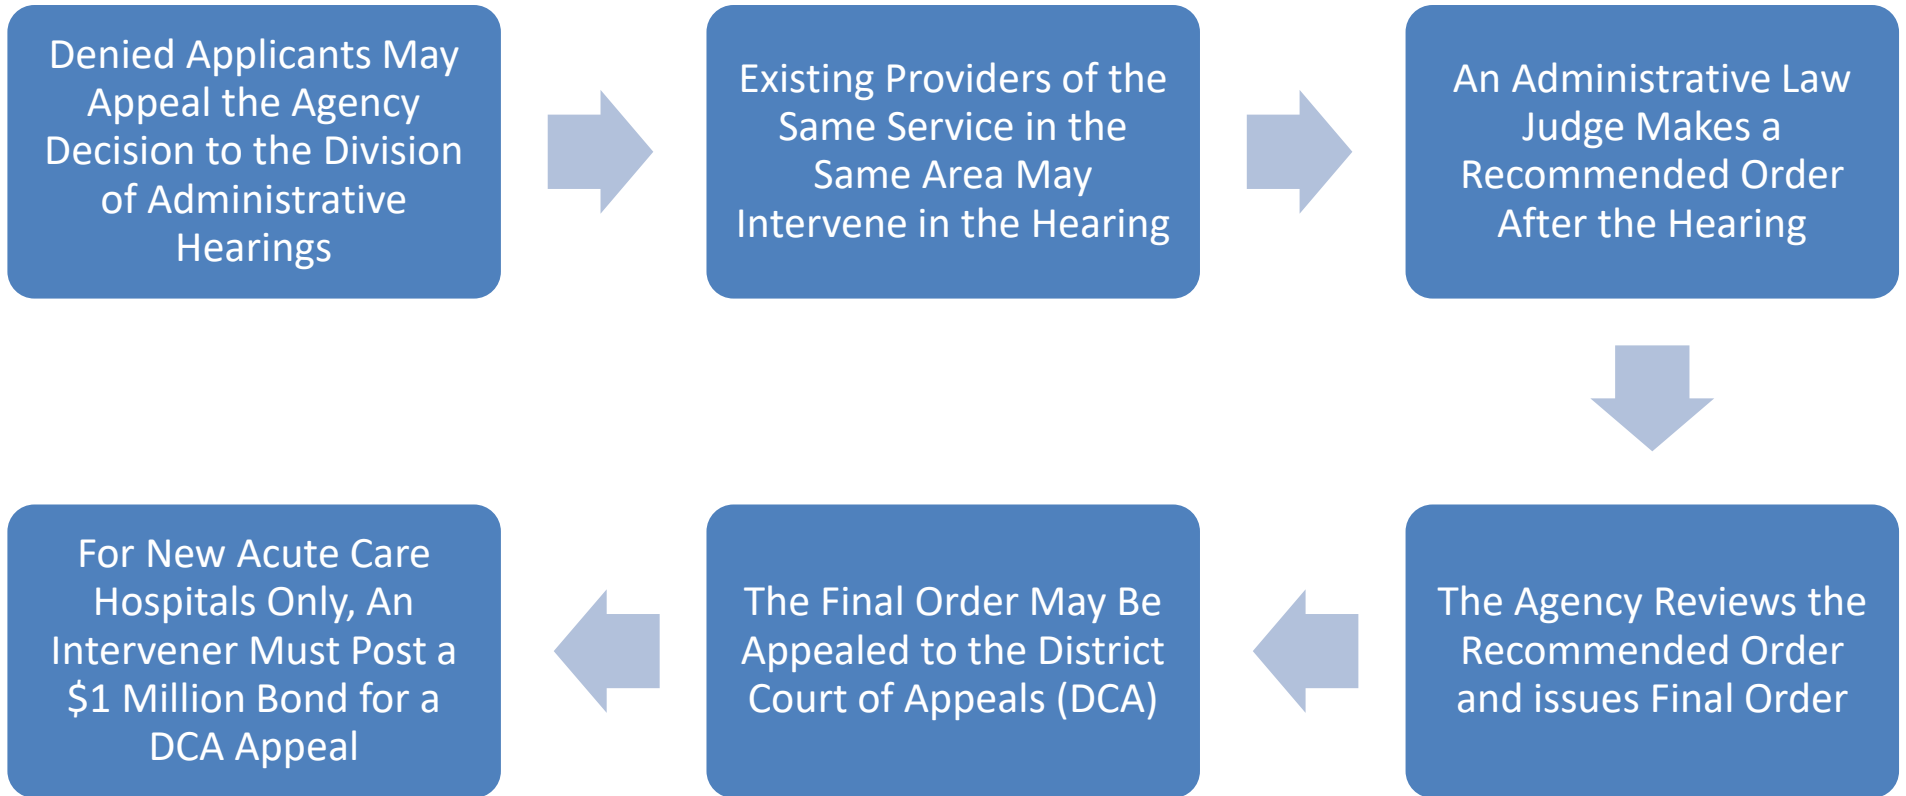 Denied Applicants May
Appeal the Agency
Decision to the Division
of Administrative
Hearings
Existing Providers of the
Same Service in the
Same Area May
Intervene in the Hearing
An Administrative Law
Judge Makes a
Recommended Order
After the Hearing
The Agency Reviews the
Recommended Order
and issues Final Order
The Final Order May Be
Appealed to the District
Court of Appeals (DCA)
For New Acute Care
Hospitals Only, An
Intervener Must Post a
$1 Million Bond for a
DCA Appeal